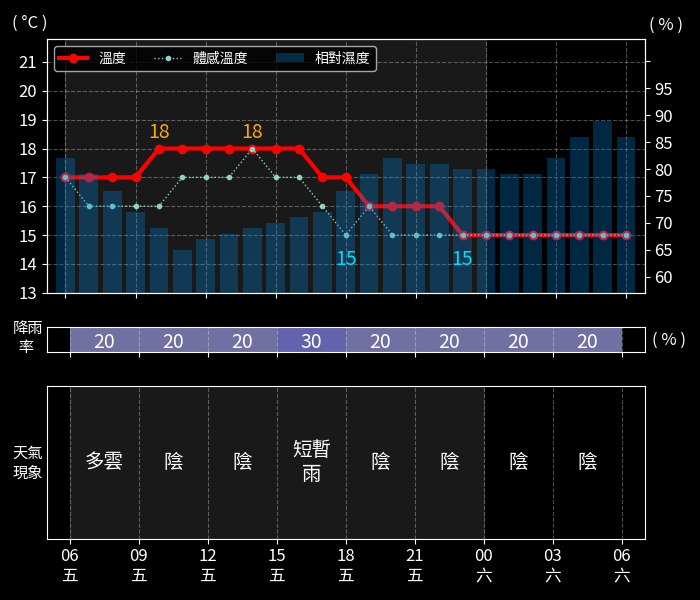 ( °C )
( % )
溫度 體感溫度 相對濕度
21
20
19
18
17
16
15
14
13
95
90
85
80
75
70
65
60
18 18
15 15
降雨
率
20 20 20 30 20 20 20 20
( % )
天氣
現象
多雲 陰 陰 短暫
雨 陰 陰 陰 陰
06 09 12 15 18 21 00 03 06
五 五 五 五 五 五 六 六 六